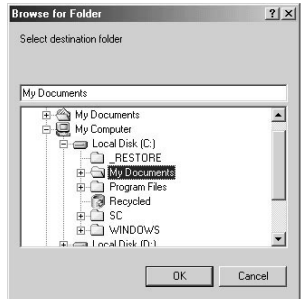 Browse for Folder
Select destination folder
My Documents
My Documents
My Computer
Local Disk (C:)
_RESTORE
My Documents
Program Files
Recycled
SC
WINDOWS
Local Disk (D:)
OK Cancel